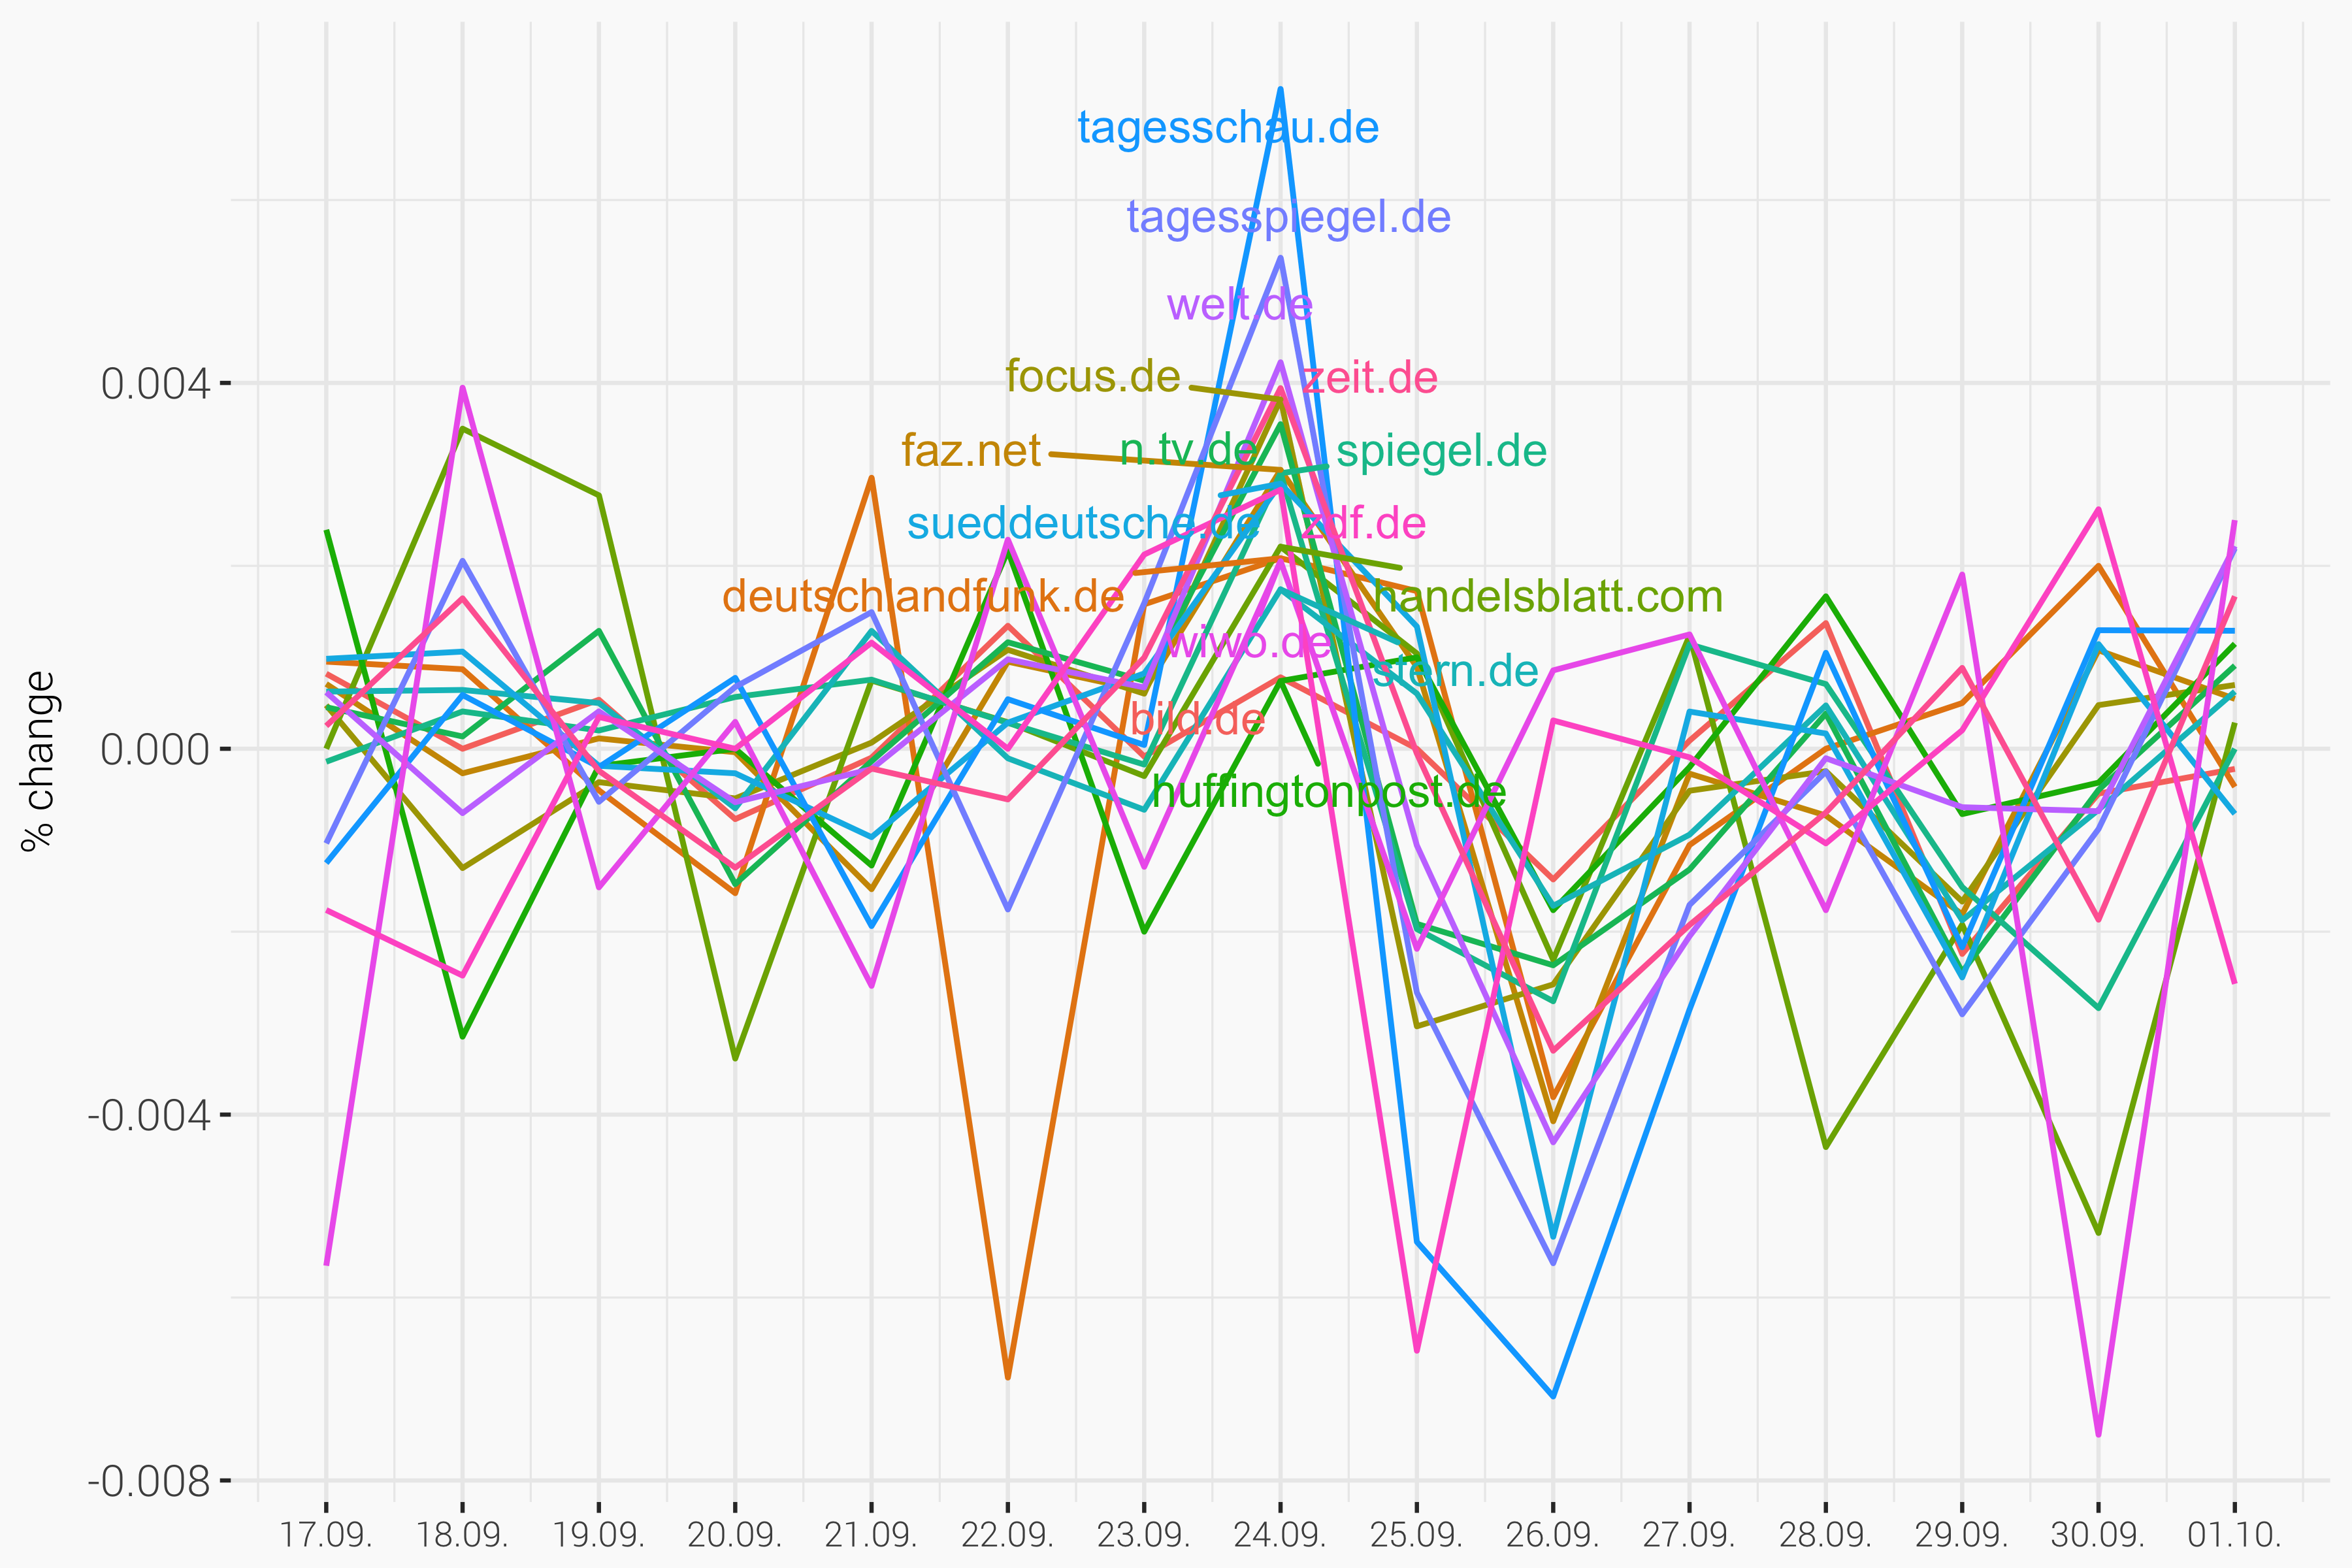 tagesschau.de
tagesspiegel.de
welt.de
focus.de
zeit.de
0.004
faz.net
n.tv.de
spiegel.de
sueddeutsche.de
zdf.de
deutschlandfunk.de
handelsblatt.com
wiwo.de
stern.de
bild.de
0.000
huffingtonpost.de
% change
-0.004
-0.008
17.09. 18.09. 19.09. 20.09. 21.09. 22.09. 23.09. 24.09. 25.09. 26.09. 27.09. 28.09. 29.09. 30.09. 01.10.